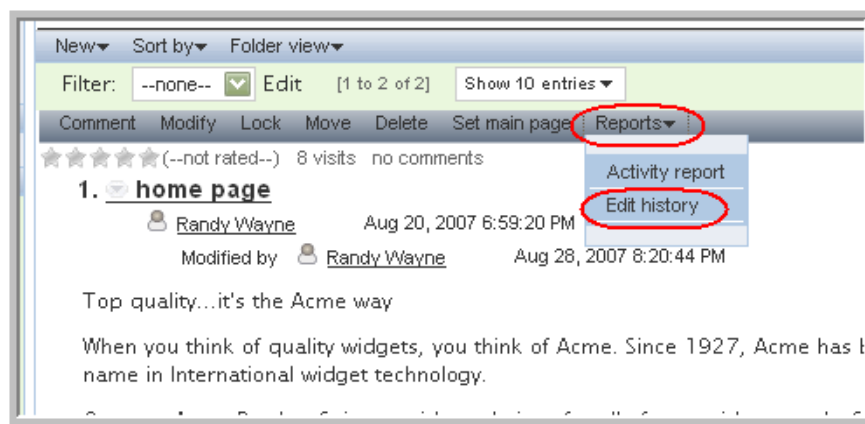 New Sort by Folder view
Filter: --none-- Edit [1 to 2 of 2] Show 10 entries
Comment Modify Lock Move Delete Set main page Reports
(--not rated--) 8 visits no comments
Activity report
1. home page
Edit history
Randy Wayne Aug 20, 2007 6:59:20 PM
Modified by Randy Wayne Aug 28, 2007 8:20:44 PM
Top quality...it's the Acme way
When you think of quality widgets, you think of Acme. Since 1927, Acme has
name in International widget technology.